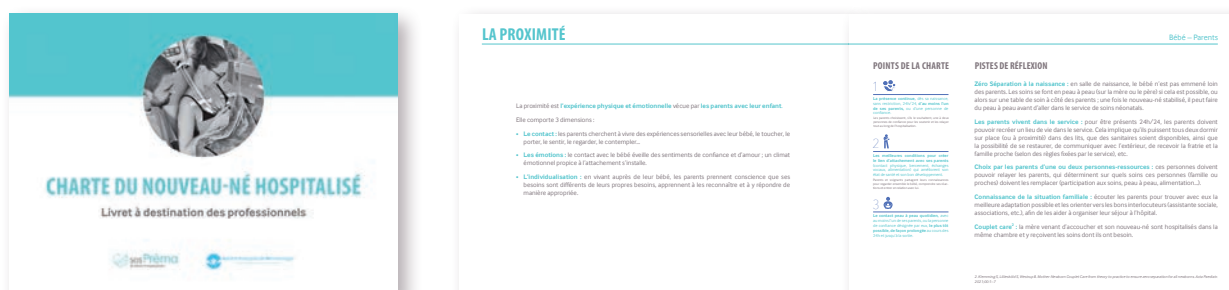 CHARTE DU NOUVEAU-NÉ HOSPITALISÉ
Livret à destination des professionnels
sosPréma
LA PROXIMITÉ
La proximité est l'expérience physique et émotionnelle vécue par les parents avec leur enfant.
Elle comporte 3 dimensions :
• Le contact : les parents cherchent à vivre des expériences sensorielles avec leur bébé, le toucher, le
porter, le sentir, le regarder, le contempler...
• Les émotions : le contact avec le bébé éveille des sentiments de confiance et d'amour ; un climat
émotionnel propice à l'attachement s'installe.
• L'individualisation : en vivant auprès de leur bébé, les parents prennent conscience que ses
besoins sont différents de leurs propres besoins, apprennent à les reconnaître et à y répondre de
manière appropriée.
Bébé – Parents
POINTS DE LA CHARTE
1
2
3
PISTES DE RÉFLEXION
Zéro Séparation à la naissance : en salle de naissance, le bébé n'est pas emmené loin
des parents. Les soins se font en peau à peau (sur la mère ou le père) si cela est possible, ou
alors sur une table de soin à côté des parents ; une fois le nouveau-né stabilisé, il peut faire
du peau à peau avant d'aller dans le service de soins néonatals.
Les parents vivent dans le service : pour être présents 24h/24, les parents doivent
pouvoir recréer un lieu de vie dans le service. Cela implique qu'ils puissent tous deux dormir
sur place (ou à proximité) dans des lits, que des sanitaires soient disponibles, ainsi que
la possibilité de se restaurer, de communiquer avec l'extérieur, de recevoir la fratrie et la
famille proche (selon des règles fixées par le service), etc.
Choix par les parents d'une ou deux personnes-ressources : ces personnes doivent
pouvoir relayer les parents, qui déterminent sur quels soins ces personnes (famille ou
proches) doivent les remplacer (participation aux soins, peau à peau, alimentation...).
Connaissance de la situation familiale : écouter les parents pour trouver avec eux la
meilleure adaptation possible et les orienter vers les bons interlocuteurs (assistante sociale,
associations, etc.), afin de les aider à organiser leur séjour à l'hôpital.
Couplet care : la mère venant d'accoucher et son nouveau-né sont hospitalisés dans la
même chambre et y reçoivent les soins dont ils ont besoin.